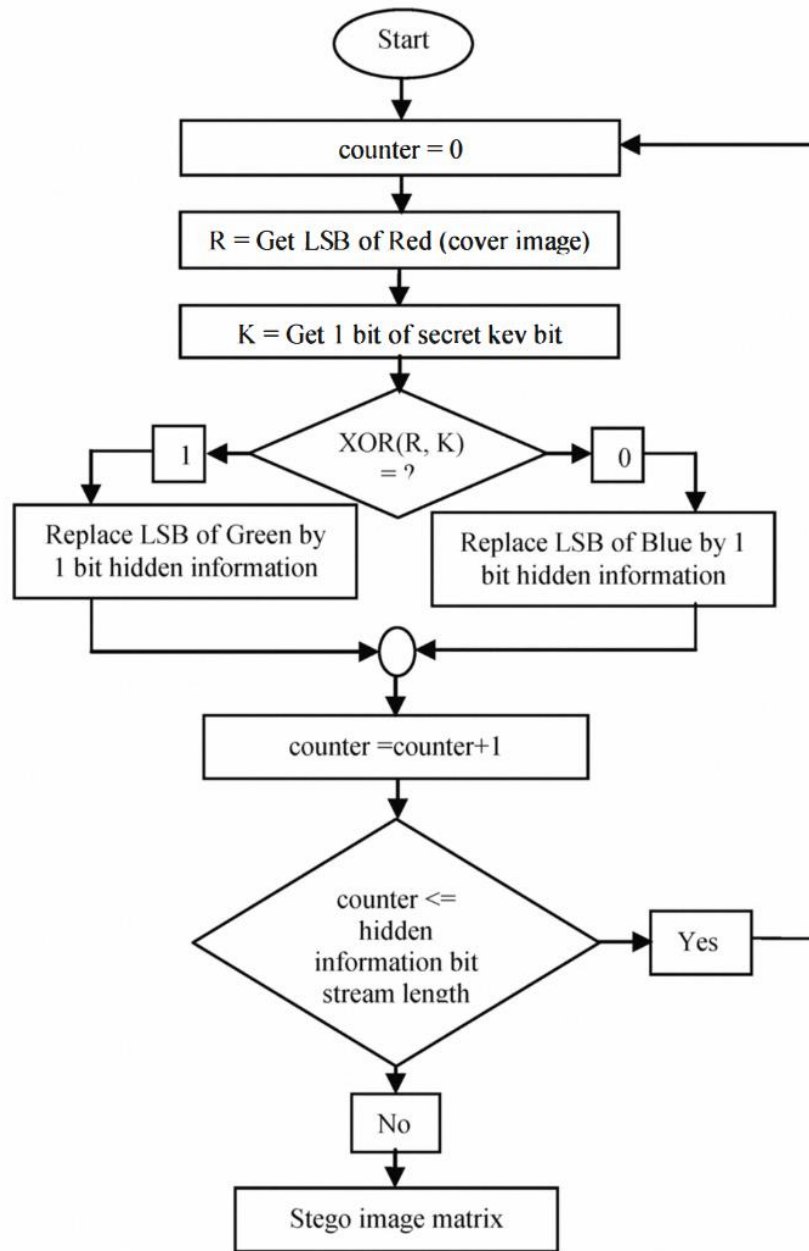 Start
counter = 0
R = Get LSB of Red (cover image)
K = Get 1 bit of secret kev bit
XOR(R, K)
= ?
1
0
Replace LSB of Green by
1 bit hidden information
Replace LSB of Blue by 1
bit hidden information
counter =counter+1
counter <=
hidden
information bit
stream length
Yes
No
Stego image matrix